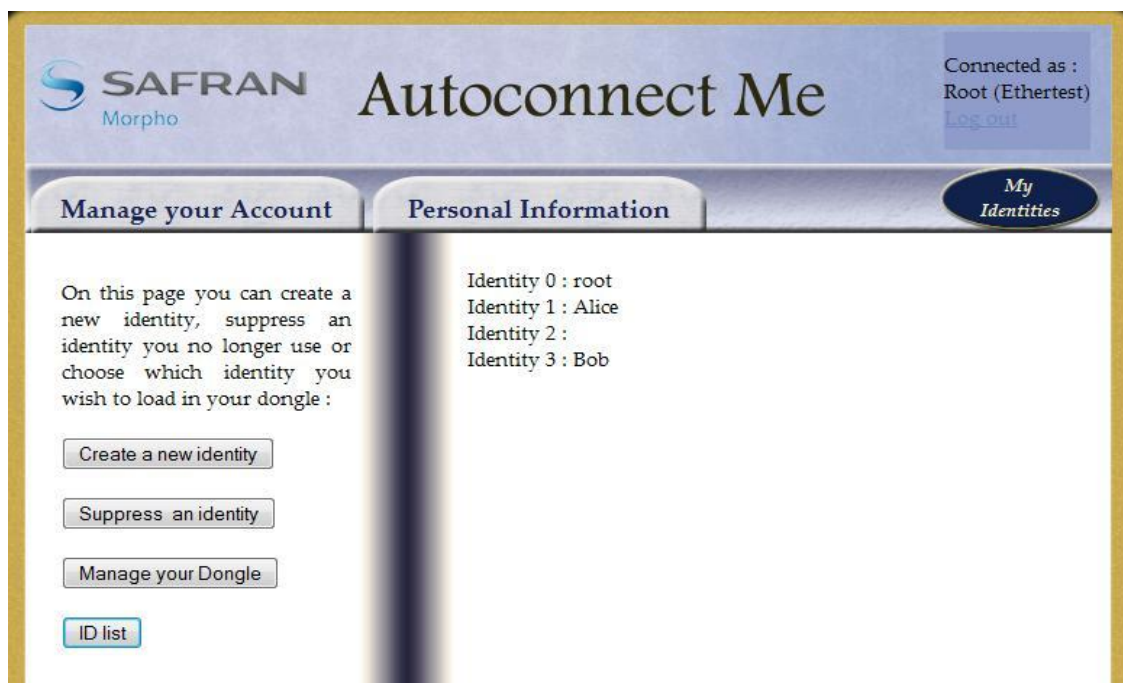 SAFRAN
Morpho
Autoconnect Me
Connected as :
Root (Ethertest)
Log out
Manage your Account
Personal Information
My
Identities
On this page you can create a
new identity, suppress an
identity you no longer use or
choose which identity you
wish to load in your dongle :
Create a new identity
Suppress an identity
Manage your Dongle
ID list
Identity 0 : root
Identity 1 : Alice
Identity 2 :
Identity 3 : Bob